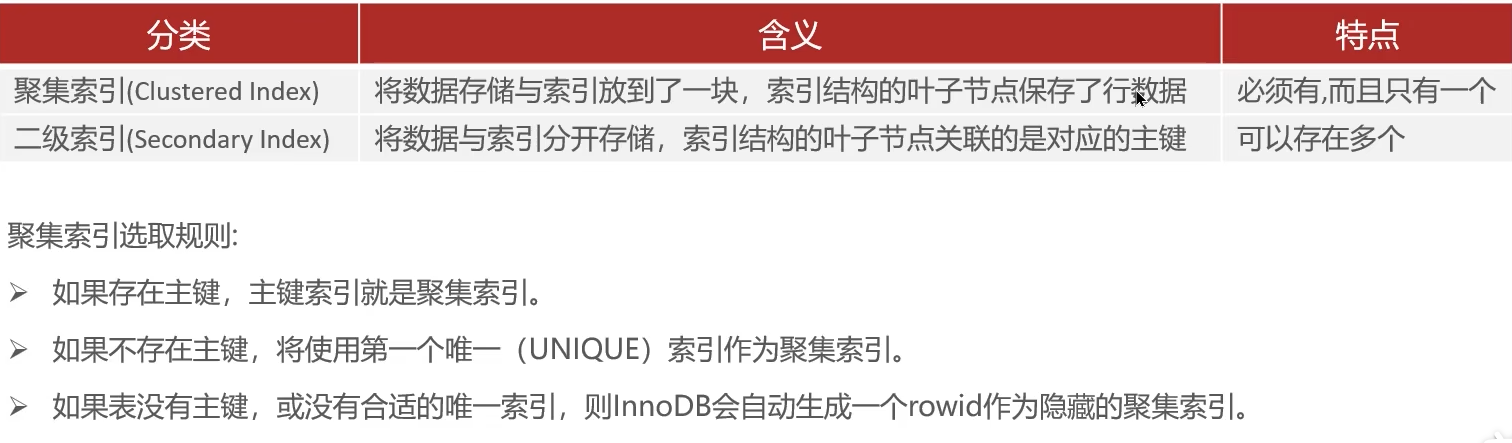 分类 含义 特点
聚集索引(Clustered Index) 将数据存储与索引放到了一块，索引结构的叶子节点保存了行数据 必须有,而且只有一个
二级索引(Secondary Index) 将数据与索引分开存储，索引结构的叶子节点关联的是对应的主键 可以存在多个
聚集索引选取规则:
➢ 如果存在主键，主键索引就是聚集索引。
➢ 如果不存在主键，将使用第一个唯一（UNIQUE）索引作为聚集索引。
➢ 如果表没有主键，或没有合适的唯一索引，则InnoDB会自动生成一个rowid作为隐藏的聚集索引。